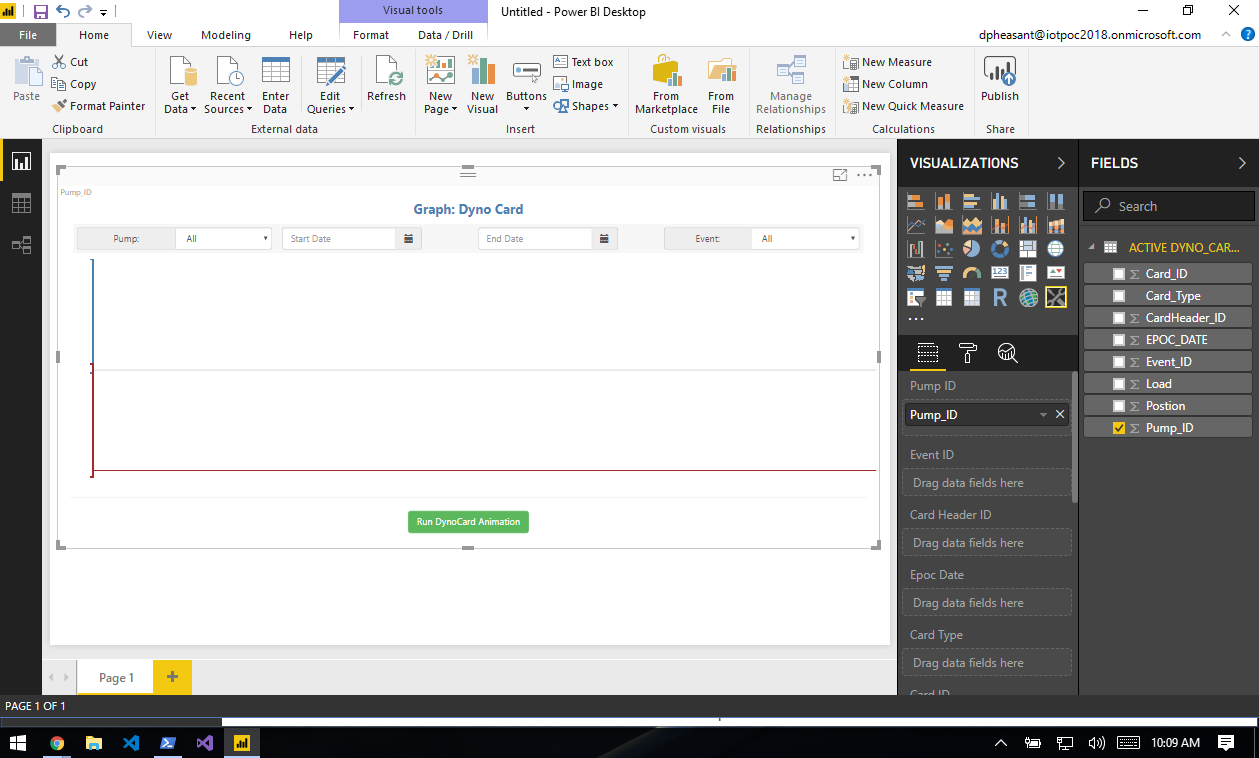 Visual tools
Untitled - Power BI Desktop
File
Home
View
Modeling
Help
Format
Data / Drill
dpheasant@iotpoc2018.onmicrosoft.com
?
Paste
Cut
Copy
Format Painter
Clipboard
Get
Data
Recent
Sources
Enter
Data
Edit
Queries
Refresh
External data
New
Page
New
Visual
Buttons
Text box
Image
Shapes
Insert
From
Marketplace
From
File
Custom visuals
Manage
Relationships
Relationships
New Measure
New Column
New Quick Measure
Calculations
Publish
Share
Pump_ID
Graph: Dyno Card
Pump:
All
Start Date
End Date
Event:
All
Run DynoCard Animation
VISUALIZATIONS
123
R
Pump ID
Pump_ID
Event ID
Drag data fields here
Card Header ID
Drag data fields here
Epoc Date
Drag data fields here
Card Type
Drag data fields here
Card ID
FIELDS
Search
ACTIVE DYNO_CAR...
Σ Card_ID
Card_Type
Σ CardHeader_ID
Σ EPOC_DATE
Σ Event_ID
Σ Load
Σ Postion
Σ Pump_ID
Page 1
PAGE 1 OF 1
10:09 AM